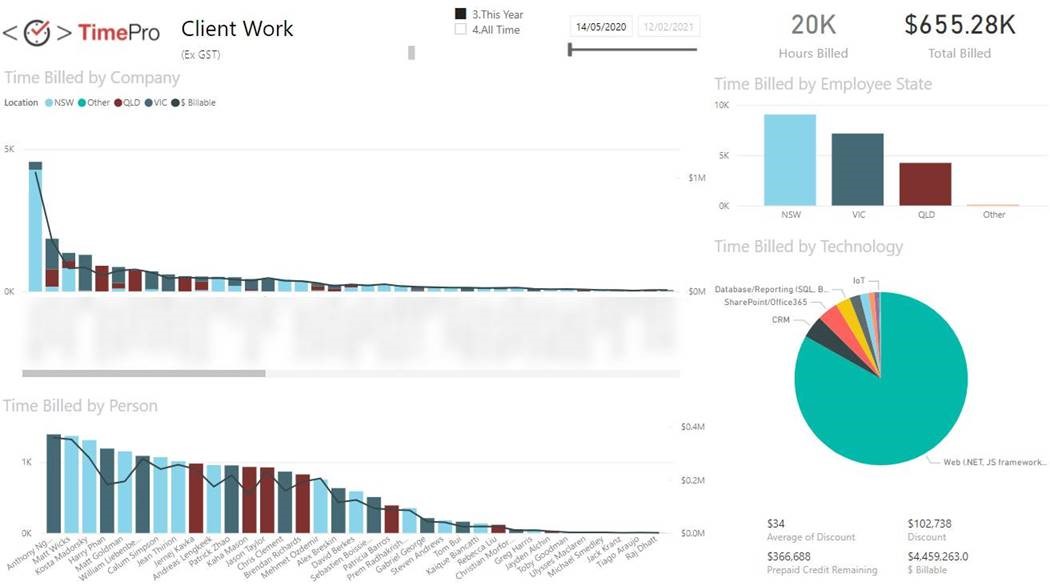 < > TimePro
Client Work
(Ex GST)
3.This Year
4.All Time
14/05/2020
12/02/2021
20K
Hours Billed
$655.28K
Total Billed
Time Billed by Company
Location NSW Other QLD VIC $ Billable
5K
0K
$1M
$0M
Time Billed by Employee State
10K
5K
0K
NSW VIC QLD Other
Time Billed by Technology
IoT
Database/Reporting (SQL, B...
SharePoint/Office365
CRM
Web (.NET, JS framework...
Time Billed by Person
1K
0K
$0.4M
$0.2M
$0.0M
Anthony Ng...
Matt Wicks
Kosta Madorsky
Harry Phan
Matt Goldman
William Liebenbe...
Calum Simpson
Jean Thirion
Jernej Kavka
Andreas Lengkeek
Patrick Zhao
Kaha Mason
Jason Taylor
Chris Clement
Brendan Richards
Mehmet Ozdemir
Alex Breskin
David Berkes
Sebastien Boissie...
Patricia Barros
Prem Radhakrish...
Gabriel George
Steven Andrews
Tom Rui
Kaique Biancatti
Rebecca Liu
Christian Morfor...
Greg Harris
Jayden Alchin
Toby Goodman
Ulysses Maclaren
Michael Smedley
Jack Kranz
Tiago Araujo
Raj Dhatt
$34
Average of Discount
$102,738
Discount
$366,688
Prepaid Credit Remaining
$4,459,263.0
$ Billable